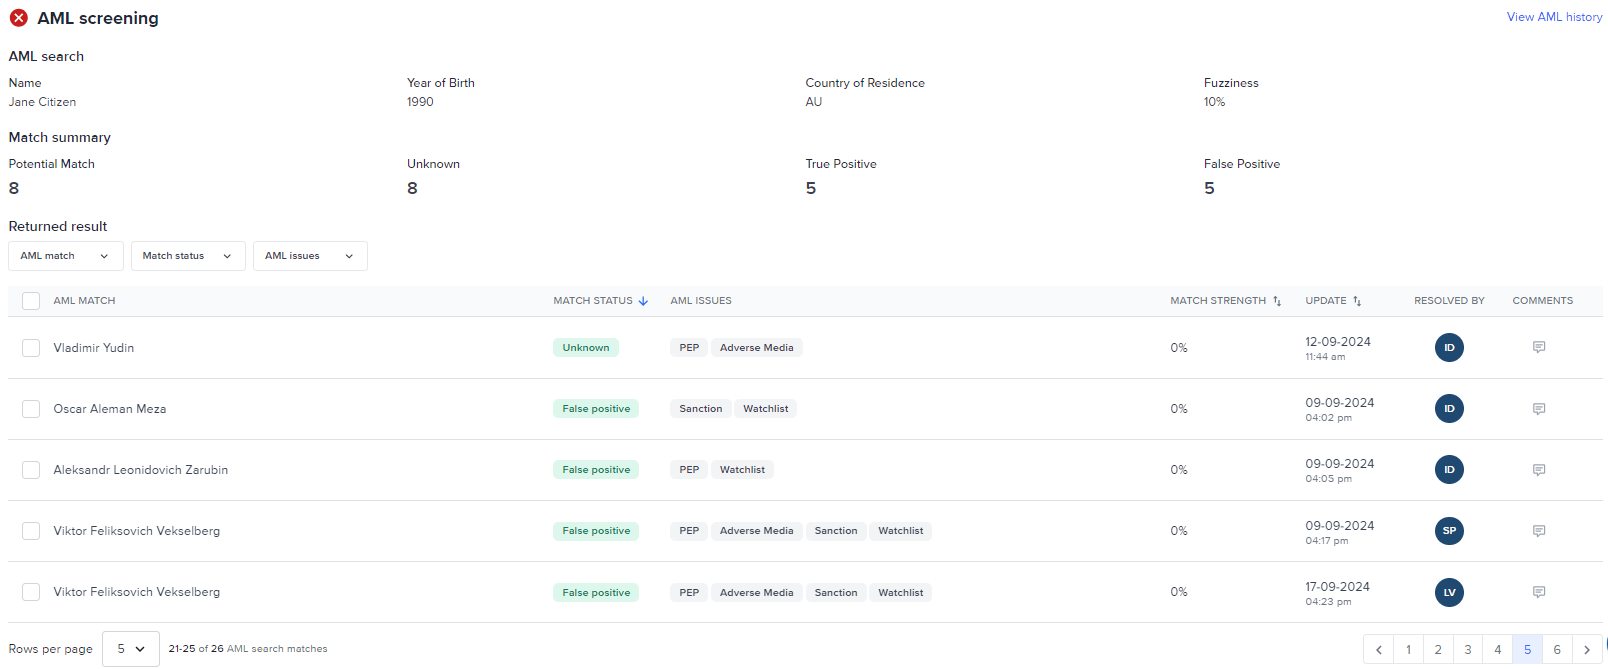 AML screening
View AML history
AML search
Name Year of Birth Country of Residence Fuzziness
Jane Citizen 1990 AU 10%
Match summary
Potential Match Unknown True Positive False Positive
8 8 5 5
Returned result
AML match Match status AML issues
AML MATCH MATCH STATUS AML ISSUES MATCH STRENGTH UPDATE RESOLVED BY COMMENTS
Vladimir Yudin Unknown PEP Adverse Media 0% 12-09-2024 ID
11:44 am
Oscar Aleman Meza False positive Sanction Watchlist 0% 09-09-2024 ID
04:02 pm
Aleksandr Leonidovich Zarubin False positive PEP Watchlist 0% 09-09-2024 ID
04:05 pm
Viktor Feliksovich Vekselberg False positive PEP Adverse Media Sanction Watchlist 0% 09-09-2024 SP
04:17 pm
Viktor Feliksovich Vekselberg False positive PEP Adverse Media Sanction Watchlist 0% 17-09-2024 LV
04:23 pm
Rows per page 5 21-25 of 26 AML search matches 1 2 3 4 5 6